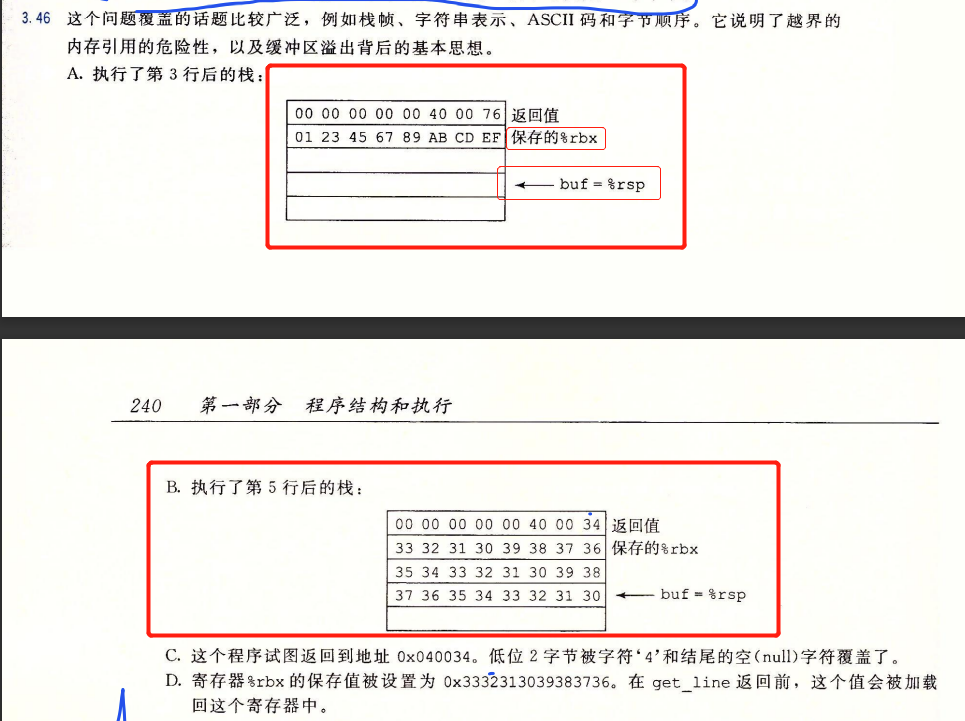 3.46 这个问题覆盖的话题比较广泛，例如栈帧、字符串表示、ASCII 码和字节顺序。它说明了越界的
内存引用的危险性，以及缓冲区溢出背后的基本思想。
A. 执行了第 3 行后的栈：
00 00 00 00 00 40 00 76 返回值
01 23 45 67 89 AB CD EF 保存的%rbx
buf = %rsp
240 第一部分 程序结构和执行
B. 执行了第 5 行后的栈：
00 00 00 00 00 40 00 34 返回值
33 32 31 30 39 38 37 36 保存的%rbx
35 34 33 32 31 30 39 38
37 36 35 34 33 32 31 30 buf = %rsp
C. 这个程序试图返回到地址 0x040034。低位 2 字节被字符‘4’和结尾的空(null)字符覆盖了。
D. 寄存器%rbx 的保存值被设置为 0x3332313039383736。在 get_line 返回前，这个值会被加载
回这个寄存器中。